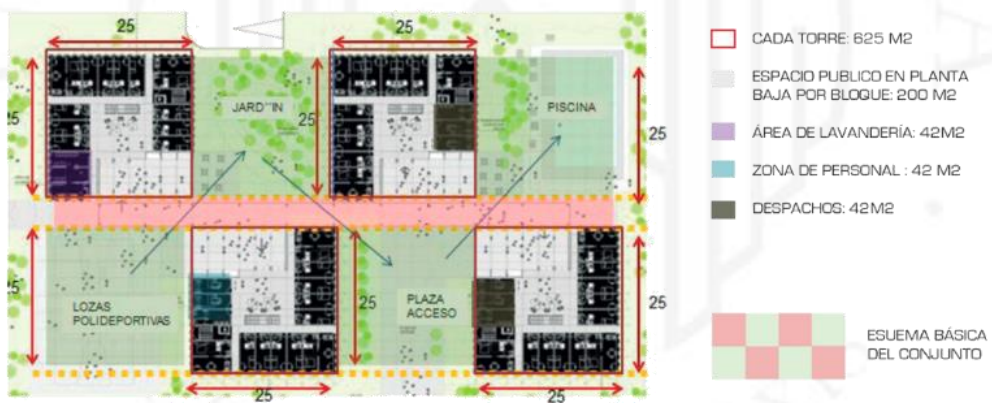 25
25
25
25
25
JARD¨IN
PISCINA
25
LOZAS
POLIDEPORTIVAS
25
PLAZA
ACCESO
25
25
25
CADA TORRE: 625 M2
ESPACIO PUBLICO EN PLANTA
BAJA POR BLOQUE: 200 M2
ÁREA DE LAVANDERÍA: 42M2
ZONA DE PERSONAL : 42 M2
DESPACHOS: 42M2
ESUEMA BÁSICA
DEL CONJUNTO